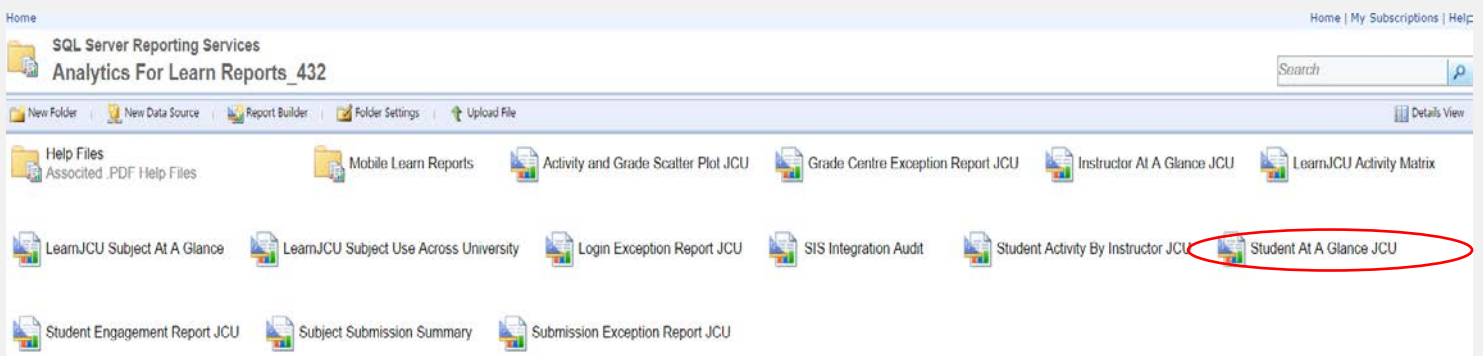 Home
Home | My Subscriptions | Help
SQL Server Reporting Services
Analytics For Learn Reports_432
Search
New Folder | New Data Source | Report Builder | Folder Settings | Upload File
Details View
Help Files
Associted .PDF Help Files
Mobile Learn Reports
Activity and Grade Scatter Plot JCU
Grade Centre Exception Report JCU
Instructor At A Glance JCU
LearnJCU Activity Matrix
LearnJCU Subject At A Glance
LearnJCU Subject Use Across University
Login Exception Report JCU
SIS Integration Audit
Student Activity By Instructor JCU
Student At A Glance JCU
Student Engagement Report JCU
Subject Submission Summary
Submission Exception Report JCU